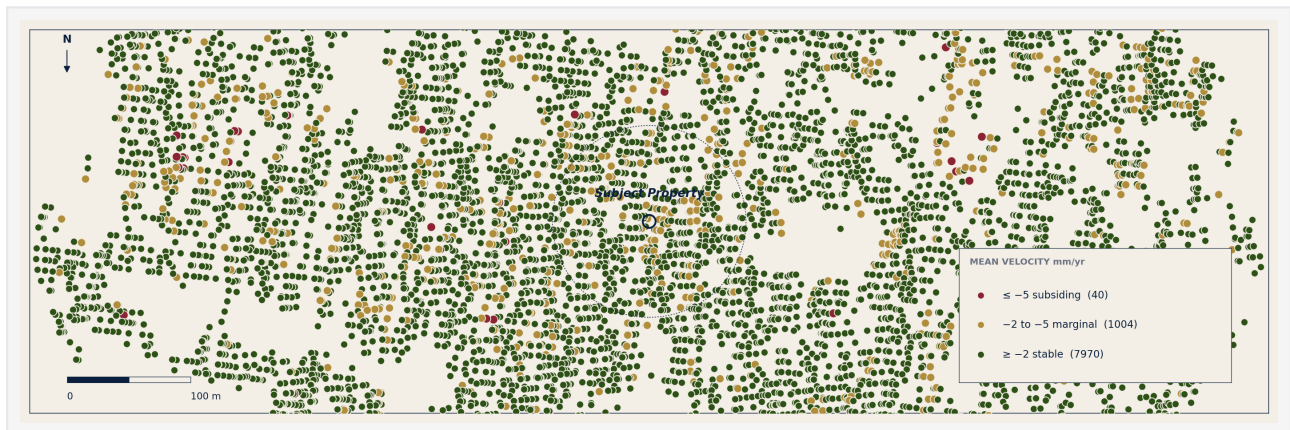 N
Subject Property
MEAN VELOCITY mm/yr
≤ −5 subsiding (40)
−2 to −5 marginal (1004)
≥ −2 stable (7970)
0 100 m